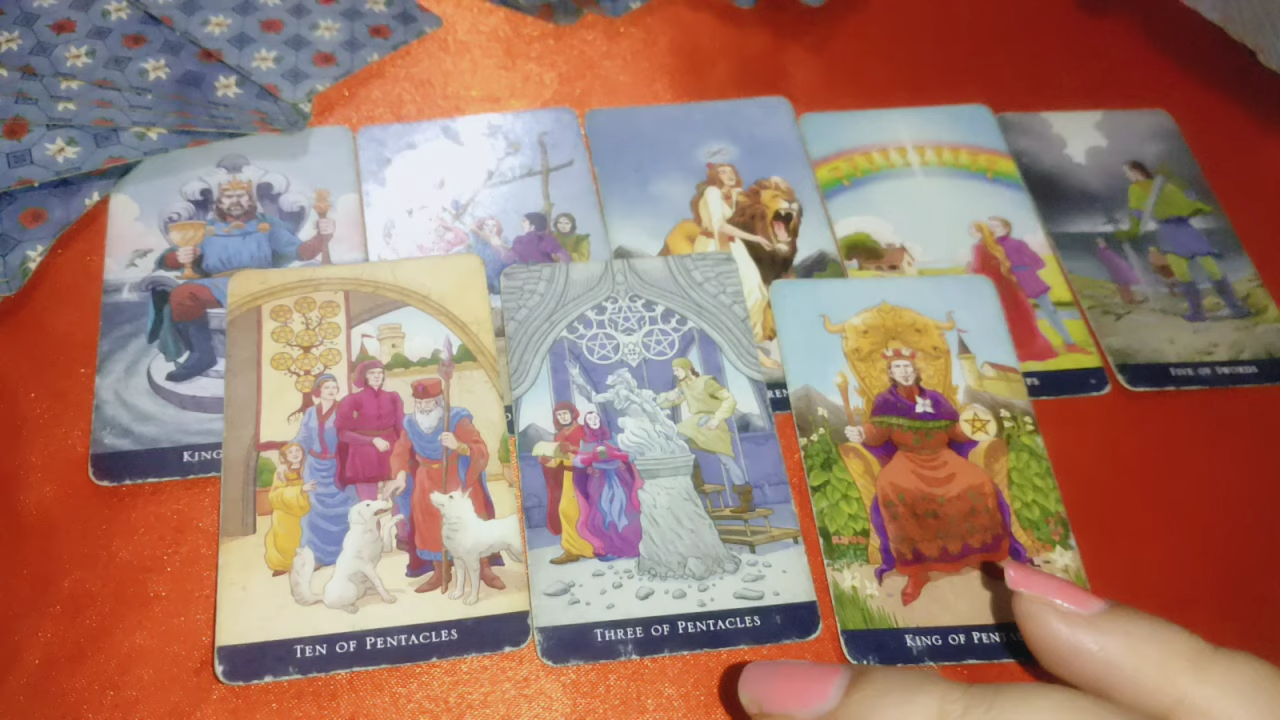 KING
FIVE OF SWORDS
TEN OF PENTACLES
THREE OF PENTACLES
KING OF PENTA